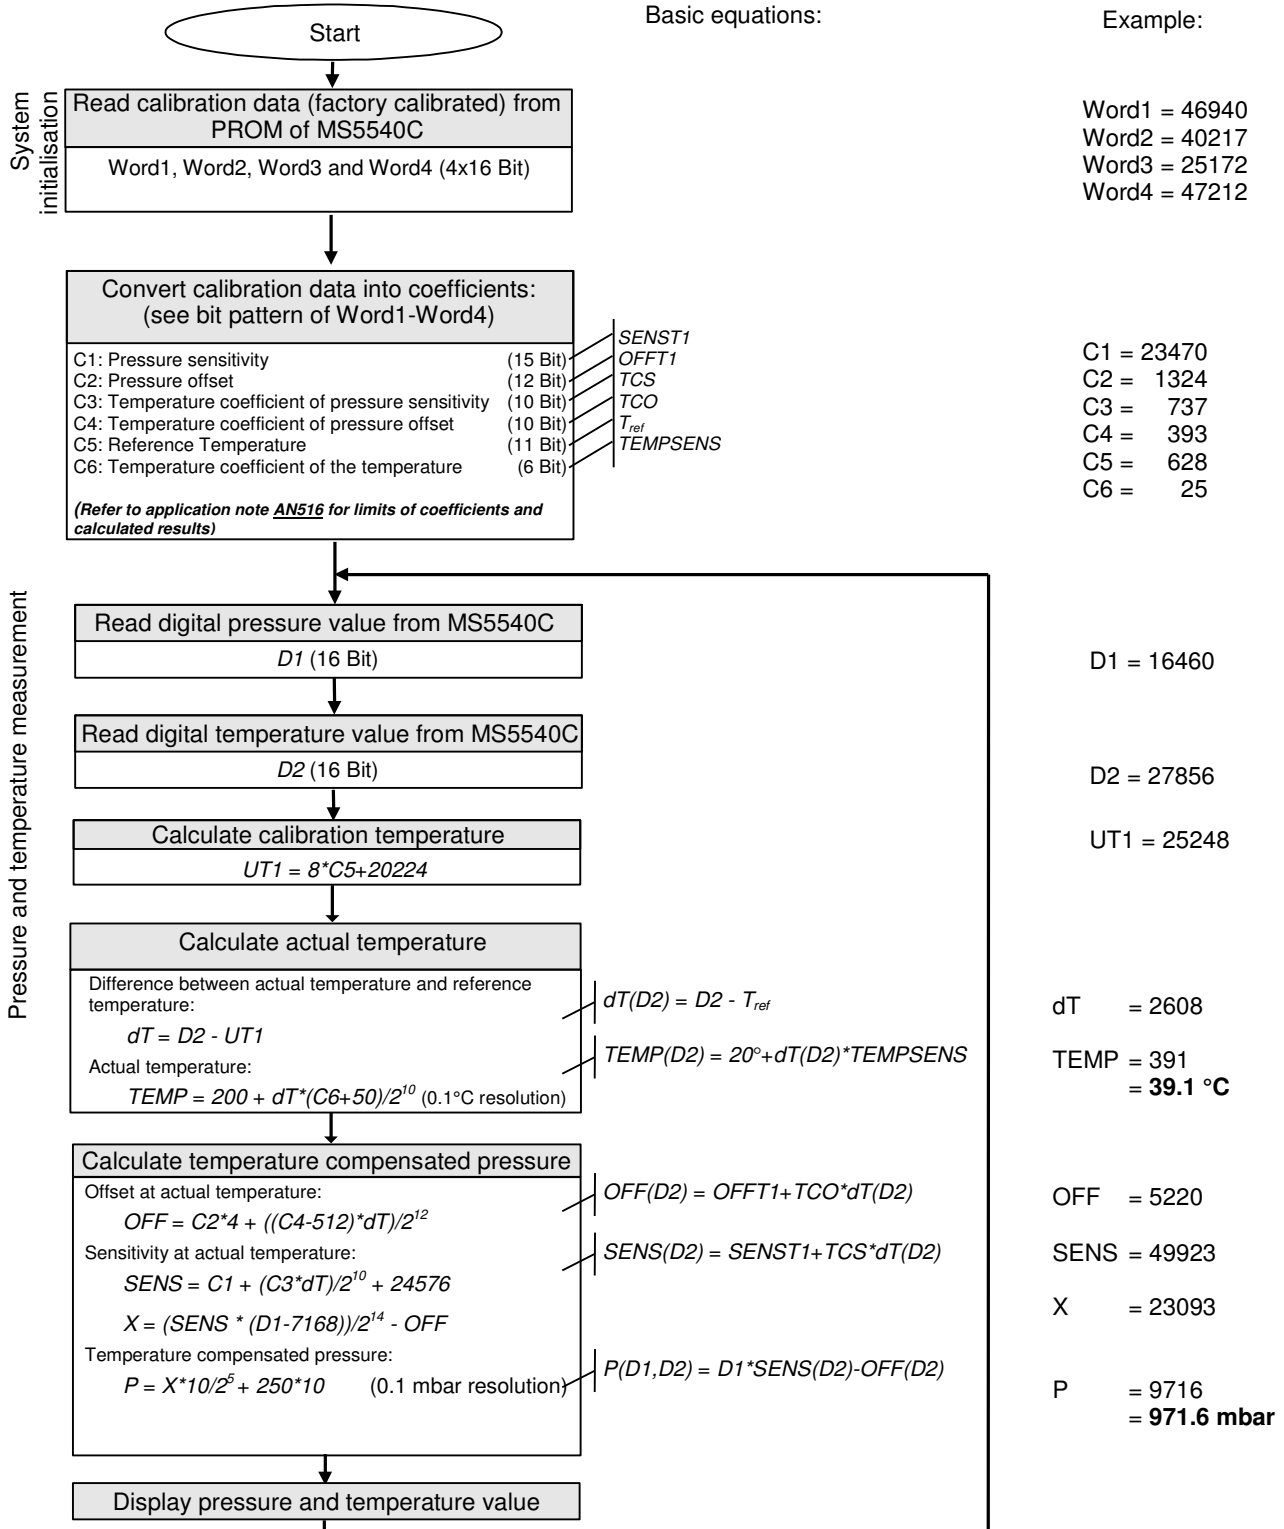 Basic equations:
Example:
Start
System initialisation
Read calibration data (factory calibrated) from
PROM of MS5540C
Word1, Word2, Word3 and Word4 (4x16 Bit)
Word1 = 46940
Word2 = 40217
Word3 = 25172
Word4 = 47212
Convert calibration data into coefficients:
(see bit pattern of Word1-Word4)
C1: Pressure sensitivity (15 Bit) SENST1
C2: Pressure offset (12 Bit) OFFT1
C3: Temperature coefficient of pressure sensitivity (10 Bit) TCS
C4: Temperature coefficient of pressure offset (10 Bit) TCO
C5: Reference Temperature (11 Bit) T_ref
C6: Temperature coefficient of the temperature (6 Bit) TEMPSENS
(Refer to application note AN516 for limits of coefficients and
calculated results)
C1 = 23470
C2 = 1324
C3 = 737
C4 = 393
C5 = 628
C6 = 25
Pressure and temperature measurement
Read digital pressure value from MS5540C
D1 (16 Bit)
D1 = 16460
Read digital temperature value from MS5540C
D2 (16 Bit)
D2 = 27856
Calculate calibration temperature
UT1 = 8*C5+20224
UT1 = 25248
Calculate actual temperature
Difference between actual temperature and reference
temperature:
dT = D2 - UT1
dT(D2) = D2 - T_ref
dT = 2608
Actual temperature:
TEMP = 200 + dT*(C6+50)/2^10 (0.1°C resolution)
TEMP(D2) = 20°+dT(D2)*TEMPSENS
TEMP = 391
= 39.1 °C
Calculate temperature compensated pressure
Offset at actual temperature:
OFF = C2*4 + ((C4-512)*dT)/2^12
OFF(D2) = OFFT1+TCO*dT(D2)
OFF = 5220
Sensitivity at actual temperature:
SENS = C1 + (C3*dT)/2^10 + 24576
SENS(D2) = SENST1+TCS*dT(D2)
SENS = 49923
X = (SENS * (D1-7168))/2^14 - OFF
X = 23093
Temperature compensated pressure:
P = X*10/2^5 + 250*10 (0.1 mbar resolution)
P(D1,D2) = D1*SENS(D2)-OFF(D2)
P = 9716
= 971.6 mbar
Display pressure and temperature value